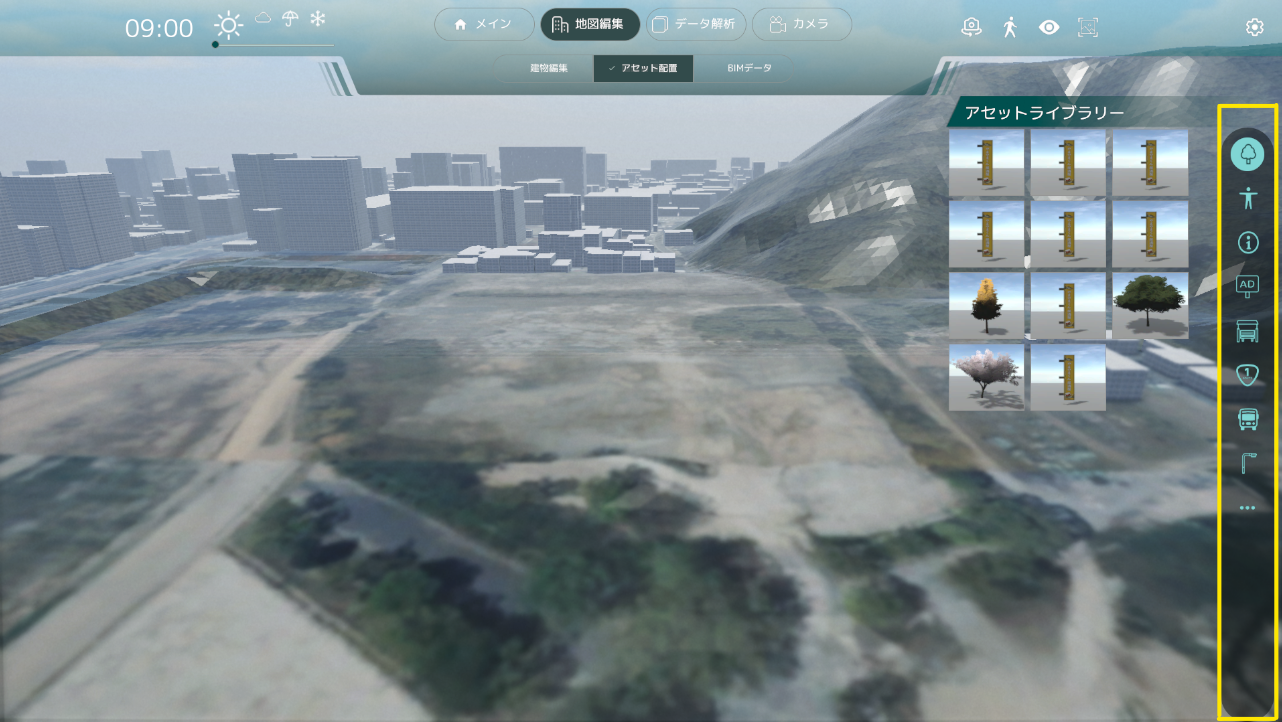 09:00
メイン
地図編集
データ解析
カメラ
建物編集
アセット配置
BIMデータ
アセットライブラリー
AD
1